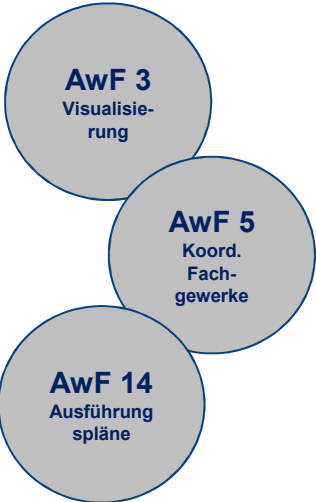 AwF 3
Visualisie-
rung
AwF 5
Koord.
Fach-
gewerke
AwF 14
Ausführung
spläne